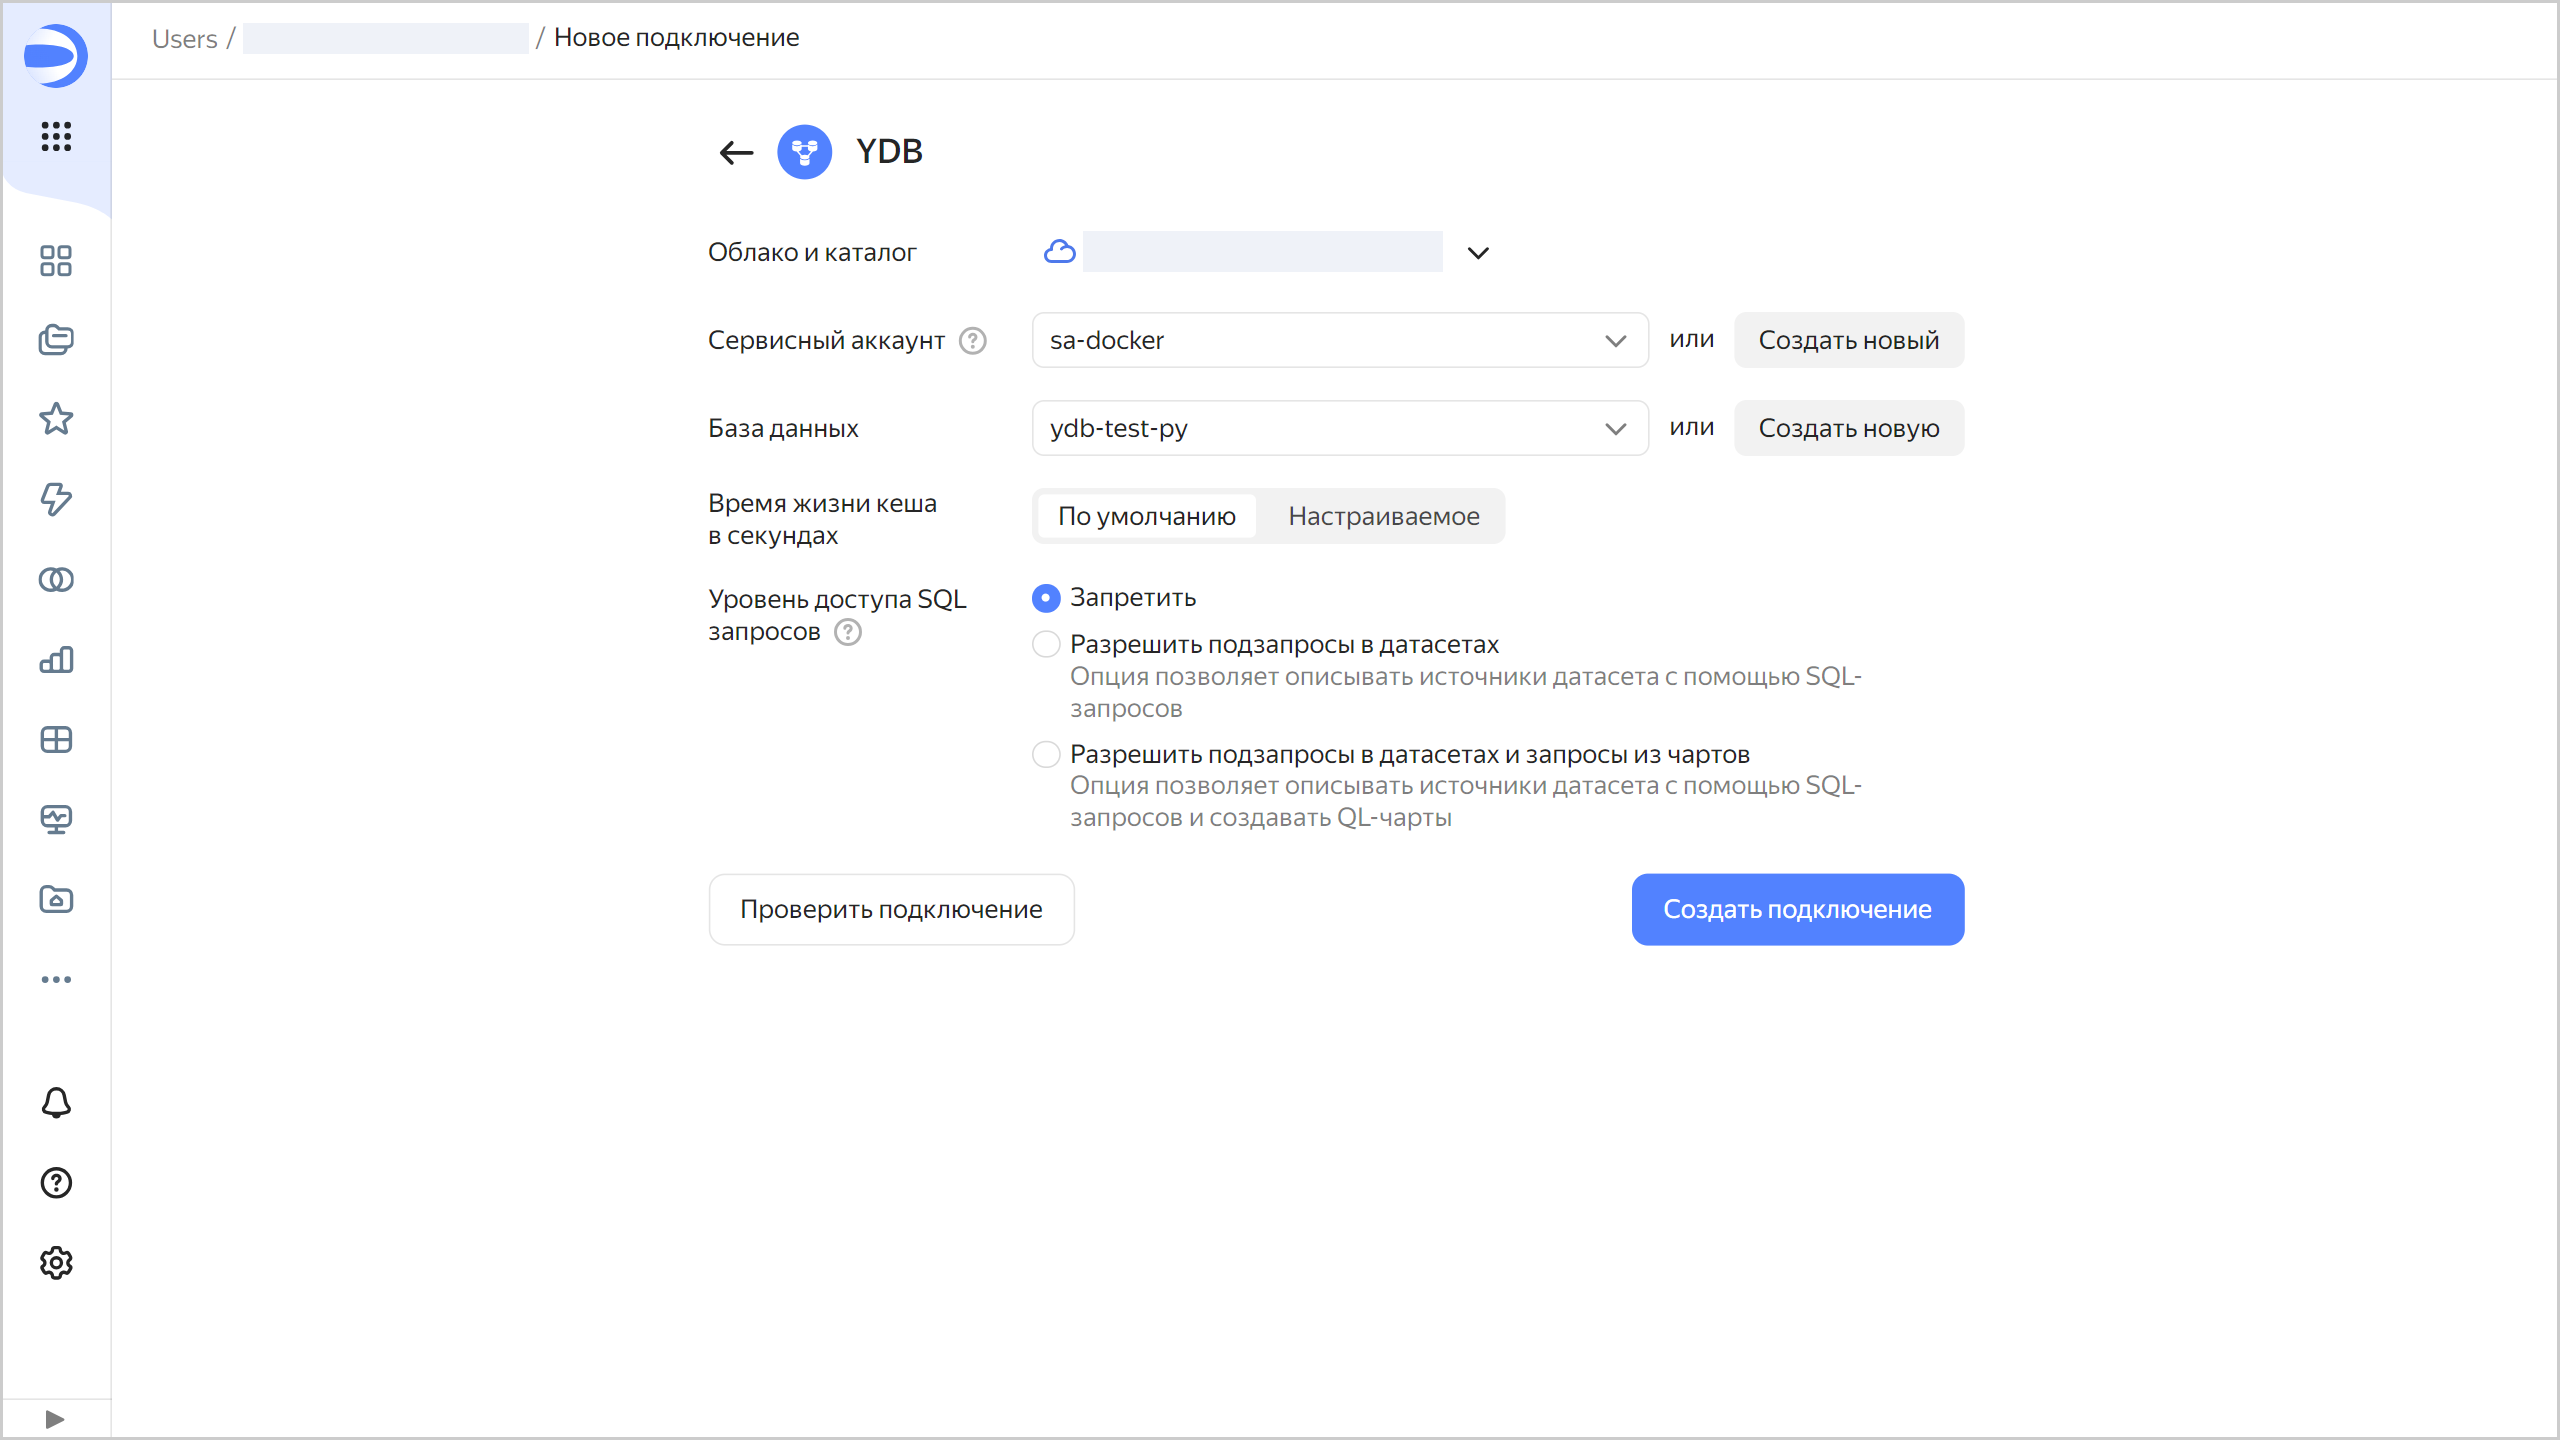 Users / / Новое подключение
YDB
Облако и каталог
Сервисный аккаунт ? sa-docker или Создать новый
База данных ydb-test-py или Создать новую
Время жизни кеша
в секундах
По умолчанию Настраиваемое
Уровень доступа SQL
запросов ?
Запретить
Разрешить подзапросы в датасетах
Опция позволяет описывать источники датасета с помощью SQL-
запросов
Разрешить подзапросы в датасетах и запросы из чартов
Опция позволяет описывать источники датасета с помощью SQL-
запросов и создавать QL-чарты
Проверить подключение Создать подключение